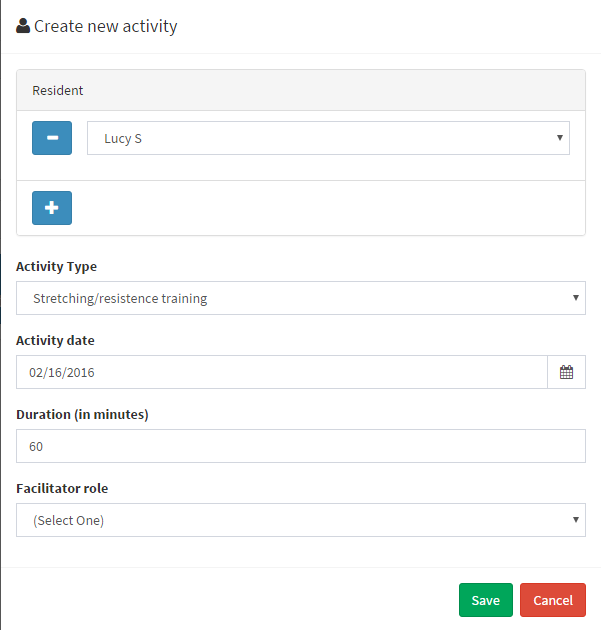 Create new activity
Resident
Lucy S
Activity Type
Stretching/resistence training
Activity date
02/16/2016
Duration (in minutes)
60
Facilitator role
(Select One)
Save Cancel